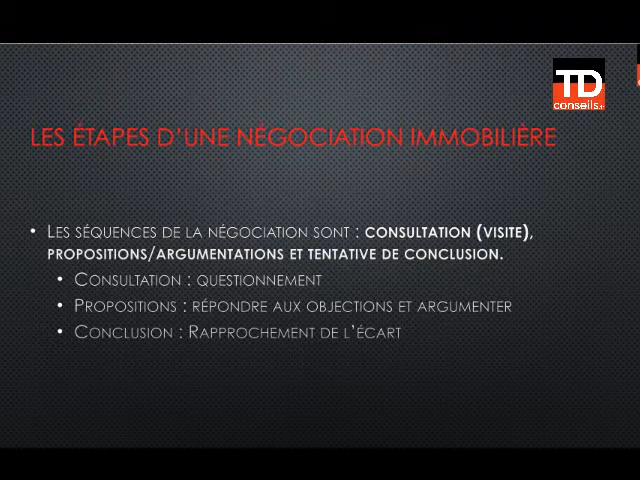 TD
conseils.fr
LES ÉTAPES D'UNE NÉGOCIATION IMMOBILIÈRE
• LES SÉQUENCES DE LA NÉGOCIATION SONT : CONSULTATION (VISITE),
PROPOSITIONS/ARGUMENTATIONS ET TENTATIVE DE CONCLUSION.
• CONSULTATION : QUESTIONNEMENT
• PROPOSITIONS : RÉPONDRE AUX OBJECTIONS ET ARGUMENTER
• CONCLUSION : RAPPROCHEMENT DE L'ÉCART